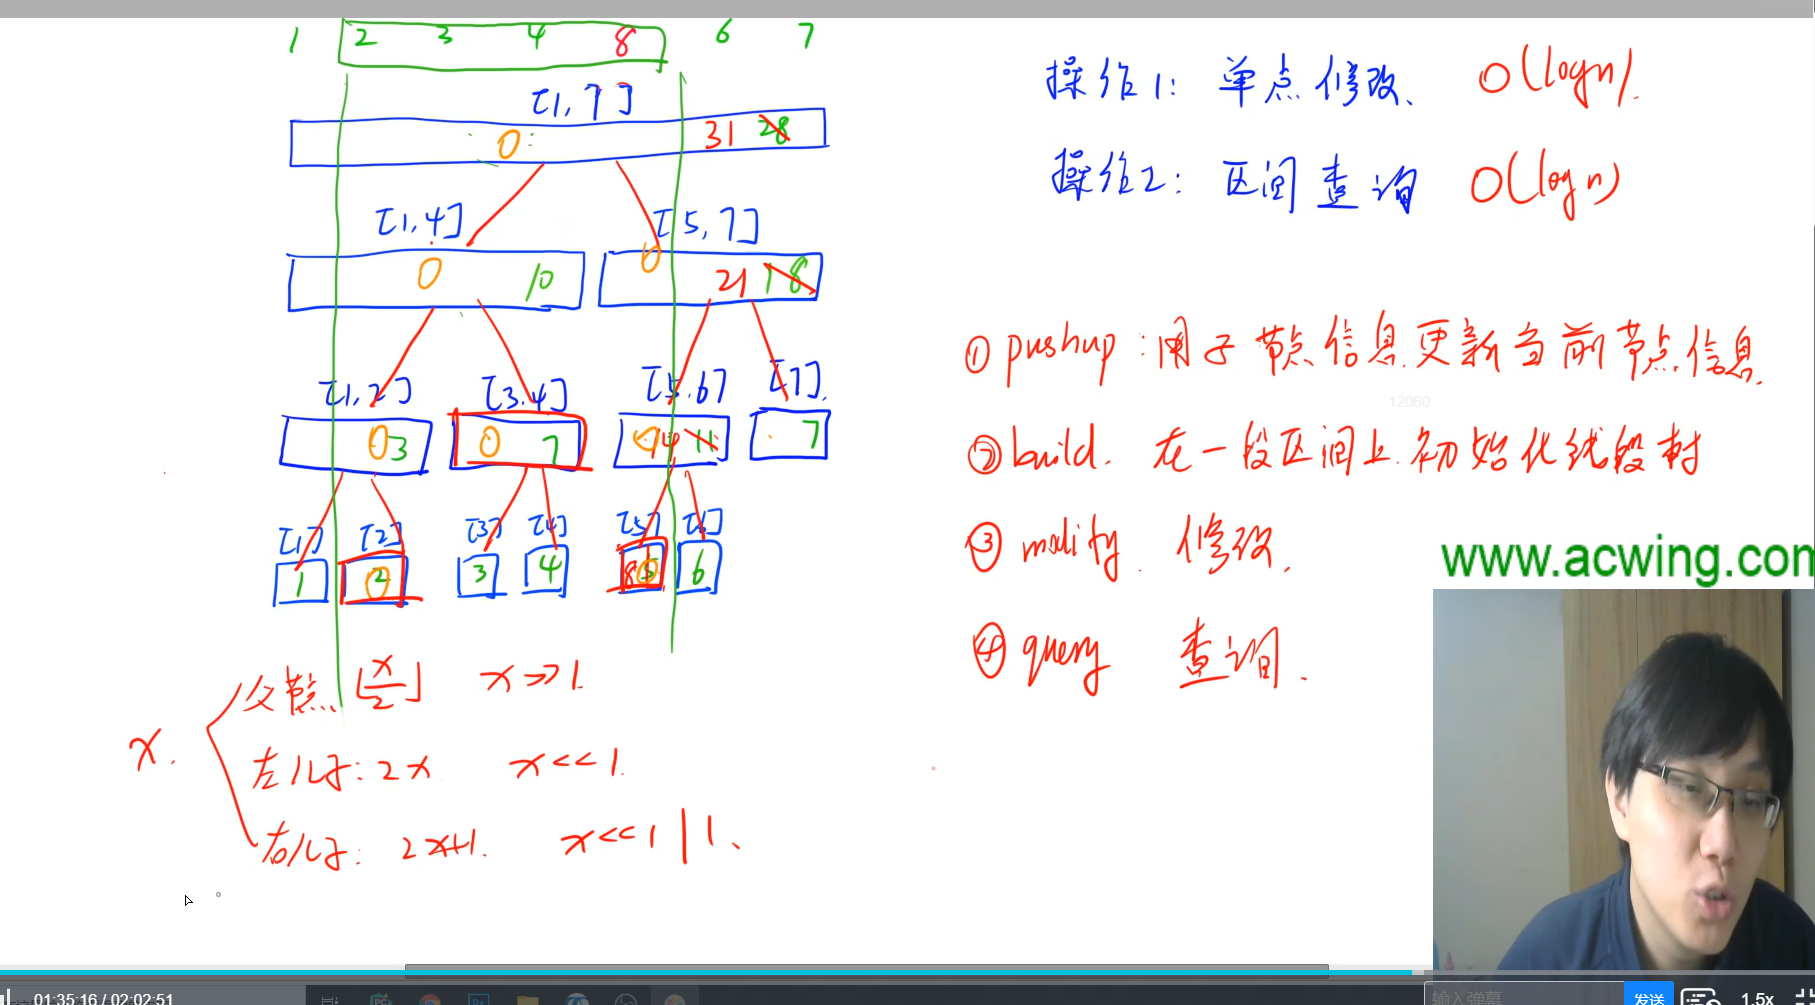 1 2 3 4 8 6 7
[1,7]
0 31 28
[1,4] [5,7]
0 10 0 21 18
[1,2] [3,4] [5,6] [7]
0 3 0 7 14 11 7
[1] [2] [3] [4] [5] [6]
1 2 0 3 4 8 5 0 6
x.
父节点 ⌊x/2⌋ x>>1.
左儿子: 2x x<<1.
右儿子: 2x+1. x<<1|1、
操作1: 单点修改、 O(logn).
操作2: 区间查询 O(logn)
① pushup: 用子节点信息更新当前节点信息.
12060
② build. 在一段区间上初始化线段树
③ modify. 修改.
④ query 查询.
www.acwing.com
01:35:16 / 02:02:51
输入弹幕 发送 1.5x